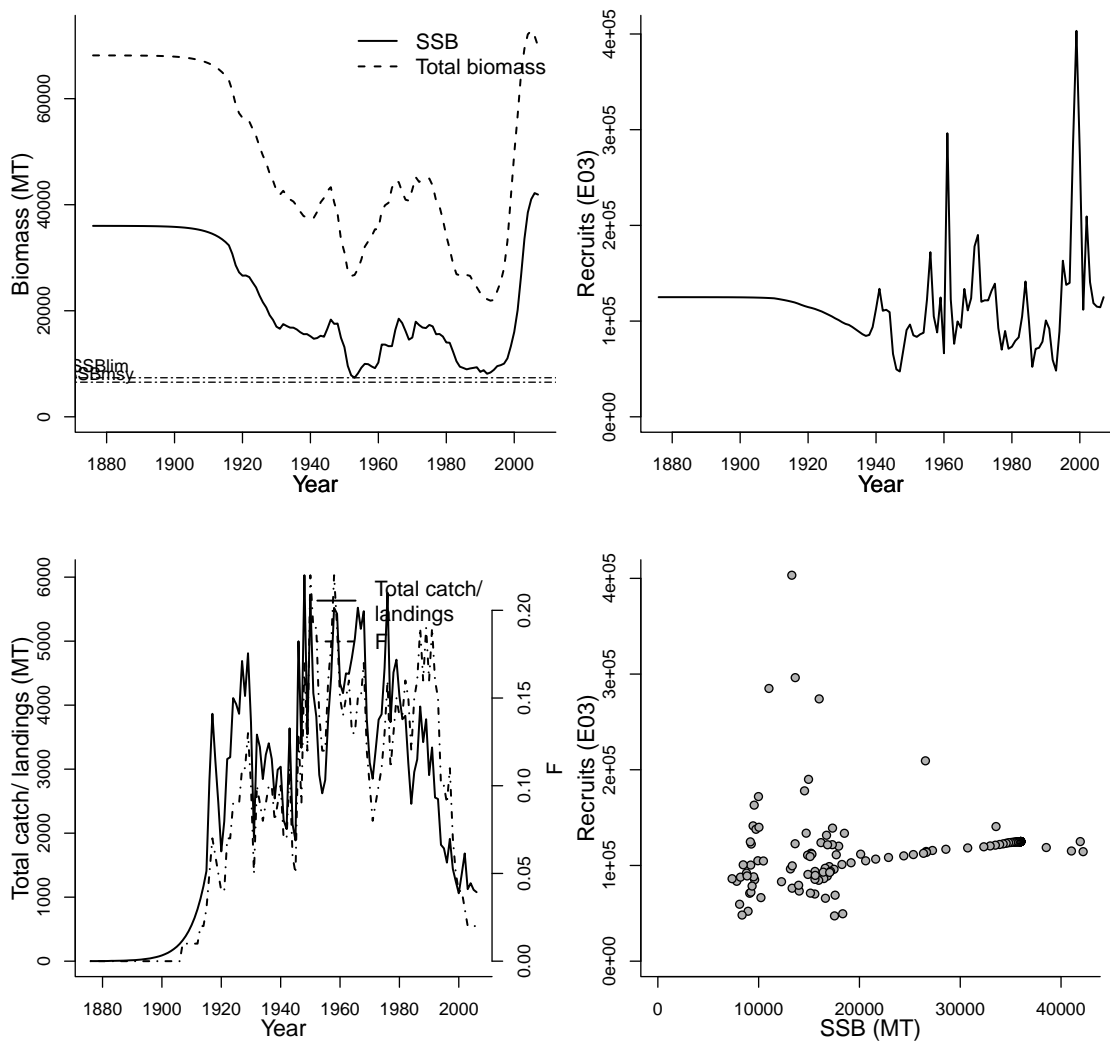 SSB
Total biomass
Biomass (MT)
0
20000
40000
60000
SSBlim
SSBmsy
1880 1900 1920 1940 1960 1980 2000
Year
Recruits (E03)
0e+00
1e+05
2e+05
3e+05
4e+05
1880 1900 1920 1940 1960 1980 2000
Year
Total catch/
landings
F
Total catch/ landings (MT)
0
1000
2000
3000
4000
5000
6000
0.00
0.05
0.10
0.15
0.20
F
1880 1900 1920 1940 1960 1980 2000
Year
Recruits (E03)
0e+00
1e+05
2e+05
3e+05
4e+05
0 10000 20000 30000 40000
SSB (MT)